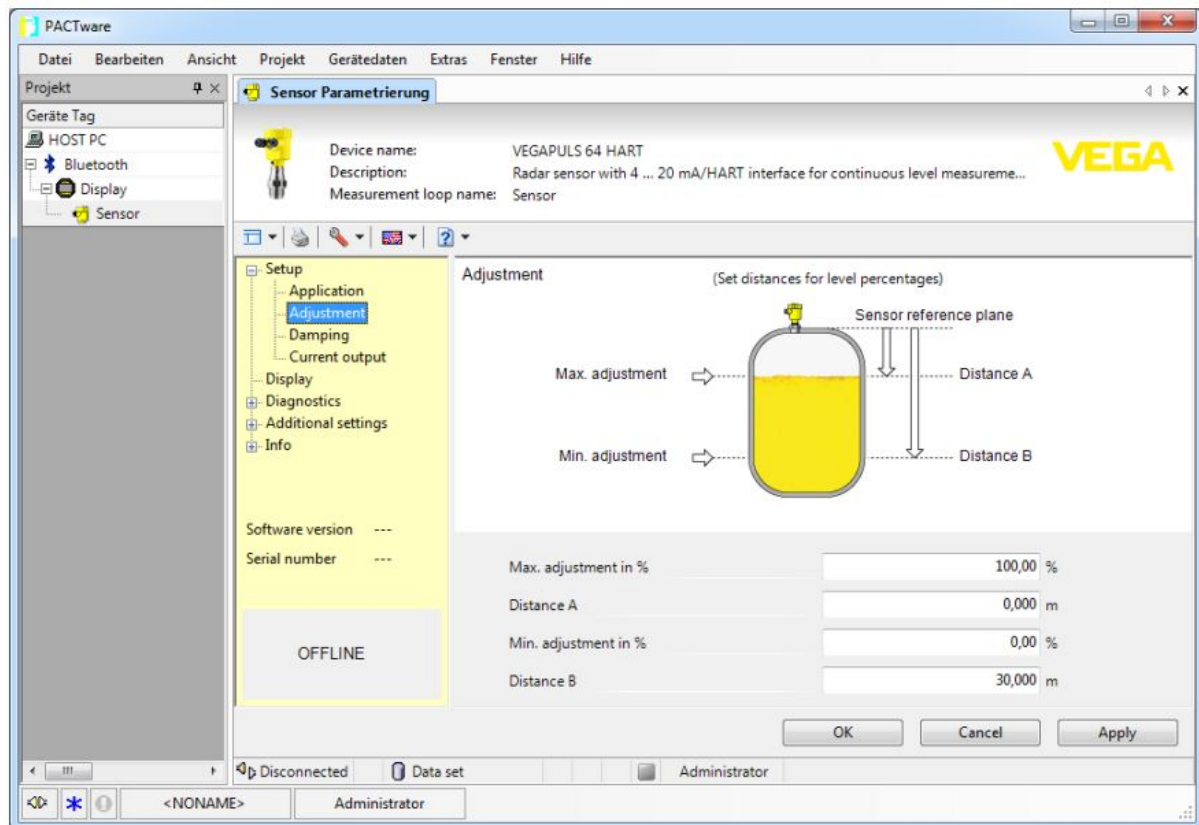 PACTware
Datei Bearbeiten Ansicht Projekt Gerätedaten Extras Fenster Hilfe
Projekt
Geräte Tag
HOST PC
Bluetooth
Display
Sensor
Sensor Parametrierung
Device name: VEGAPULS 64 HART
Description: Radar sensor with 4 ... 20 mA/HART interface for continuous level measureme...
Measurement loop name: Sensor
VEGA
Setup
Application
Adjustment
Damping
Current output
Display
Diagnostics
Additional settings
Info
Software version ---
Serial number ---
OFFLINE
Adjustment
(Set distances for level percentages)
Sensor reference plane
Max. adjustment
Distance A
Min. adjustment
Distance B
Max. adjustment in % 100,00 %
Distance A 0,000 m
Min. adjustment in % 0,00 %
Distance B 30,000 m
OK Cancel Apply
Disconnected Data set Administrator
<NONAME> Administrator